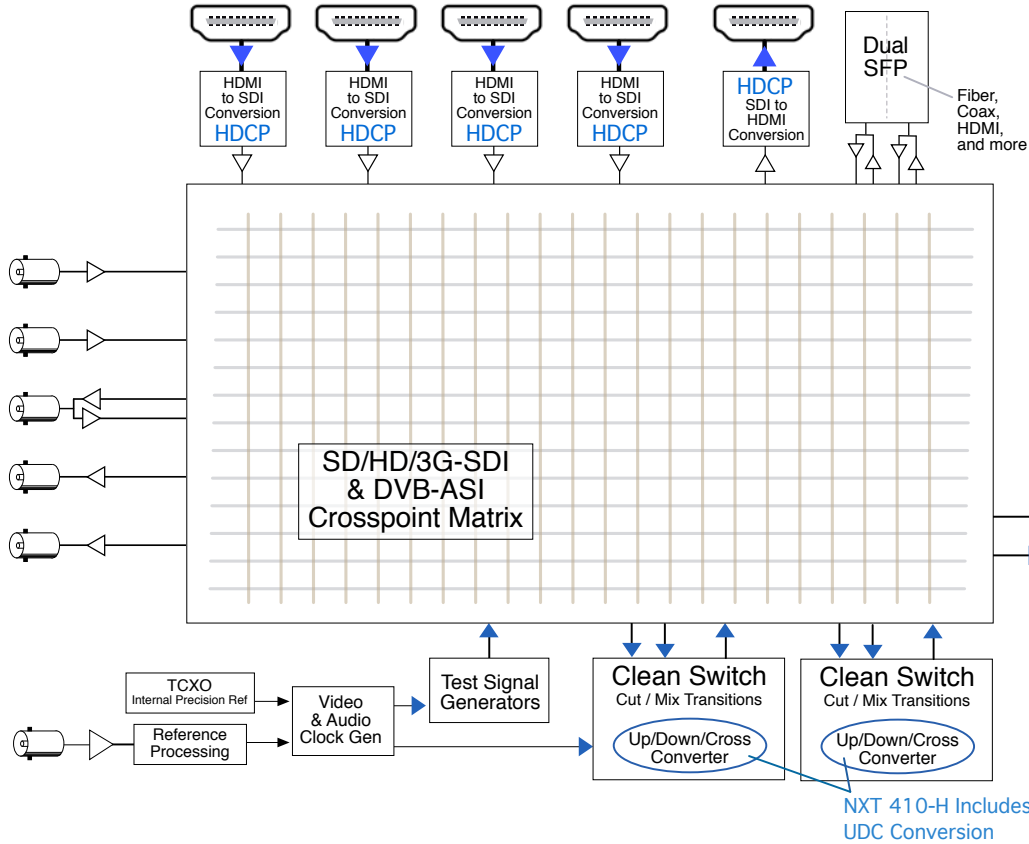 HDMI
to SDI
Conversion
HDCP
HDMI
to SDI
Conversion
HDCP
HDMI
to SDI
Conversion
HDCP
HDMI
to SDI
Conversion
HDCP
HDCP
SDI to
HDMI
Conversion
Dual
SFP
Fiber,
Coax,
HDMI,
and more
SD/HD/3G-SDI
& DVB-ASI
Crosspoint Matrix
TCXO
Internal Precision Ref
Reference
Processing
Video
& Audio
Clock Gen
Test Signal
Generators
Clean Switch
Cut / Mix Transitions
Up/Down/Cross
Converter
Clean Switch
Cut / Mix Transitions
Up/Down/Cross
Converter
NXT 410-H Includes
UDC Conversion